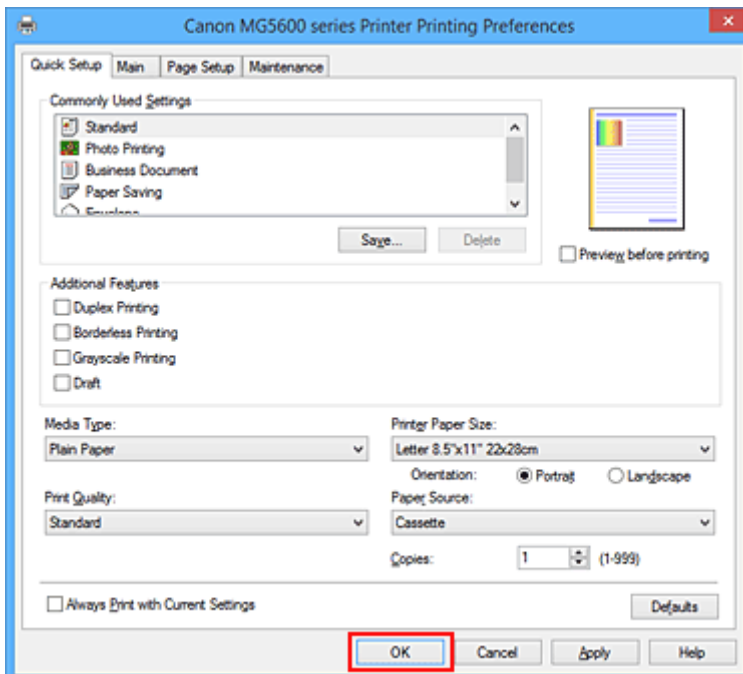 Canon MG5600 series Printer Printing Preferences
Quick Setup Main Page Setup Maintenance
Commonly Used Settings
Standard
Photo Printing
Business Document
Paper Saving
Envelope
Save... Delete
Preview before printing
Additional Features
Duplex Printing
Borderless Printing
Grayscale Printing
Draft
Media Type: Printer Paper Size:
Plain Paper Letter 8.5"x11" 22x28cm
Orientation: Portrait Landscape
Print Quality: Paper Source:
Standard Cassette
Copies: 1 (1-999)
Always Print with Current Settings Defaults
OK Cancel Apply Help